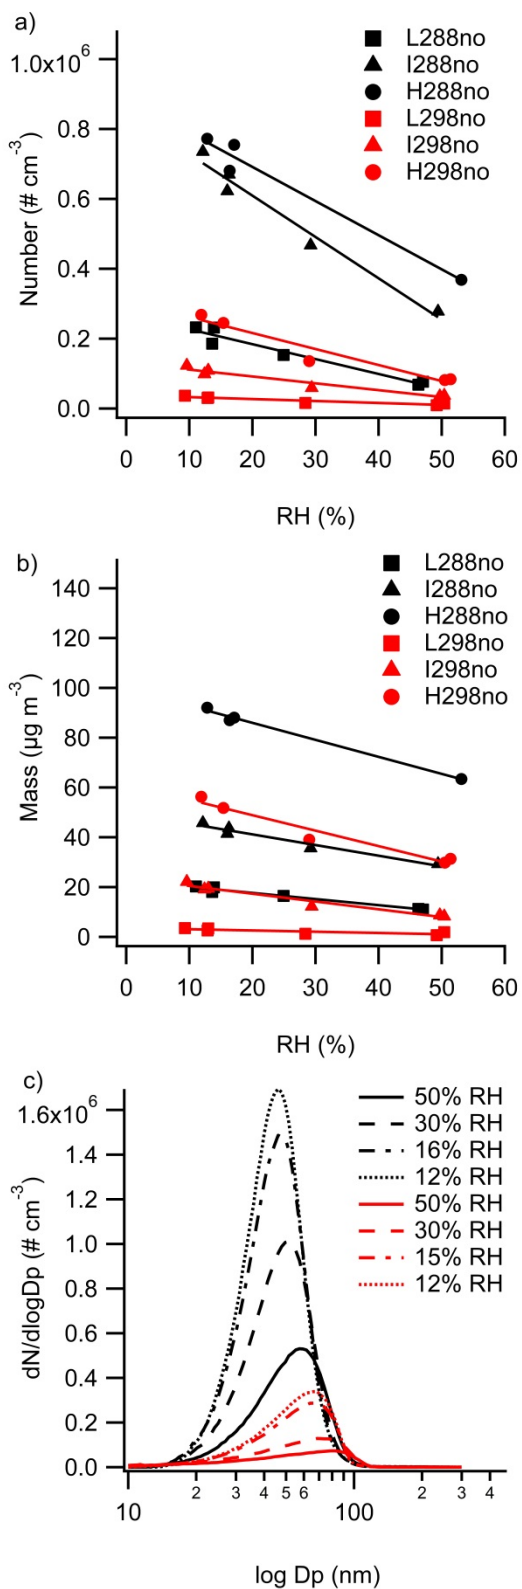 a)
L288no
I288no
H288no
L298no
I298no
H298no
1.0x10⁶
0.8
0.6
0.4
0.2
0.0
Number (# cm⁻³)
0 10 20 30 40 50 60
RH (%)
b)
L288no
I288no
H288no
L298no
I298no
H298no
140
120
100
80
60
40
20
0
Mass (µg m⁻³)
0 10 20 30 40 50 60
RH (%)
c)
50% RH
30% RH
16% RH
12% RH
50% RH
30% RH
15% RH
12% RH
1.6x10⁶
1.4
1.2
1.0
0.8
0.6
0.4
0.2
0.0
dN/dlogDp (# cm⁻³)
10 2 3 4 5 6 100 2 3 4
log Dp (nm)